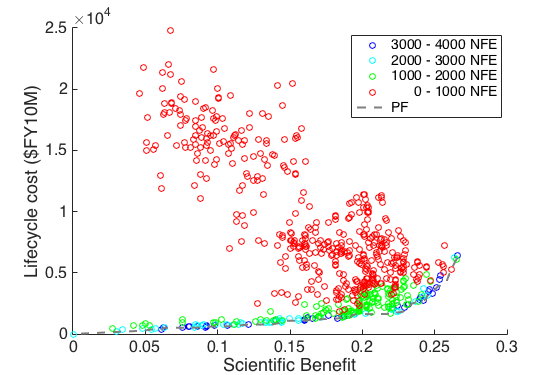 ×10⁴
2.5
2
1.5
1
0.5
0
0 0.05 0.1 0.15 0.2 0.25 0.3
Lifecycle cost ($FY10M)
Scientific Benefit
3000 - 4000 NFE
2000 - 3000 NFE
1000 - 2000 NFE
0 - 1000 NFE
PF